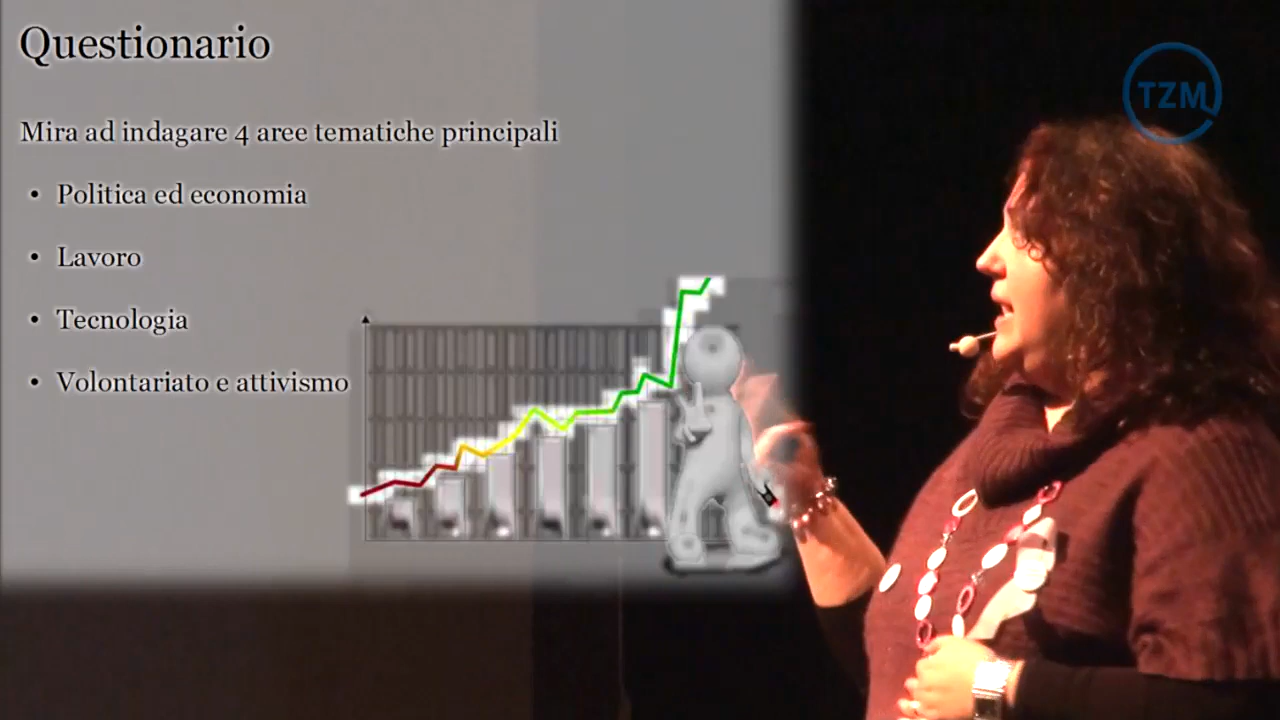 Questionario
TZM
Mira ad indagare 4 aree tematiche principali
• Politica ed economia
• Lavoro
• Tecnologia
• Volontariato e attivismo